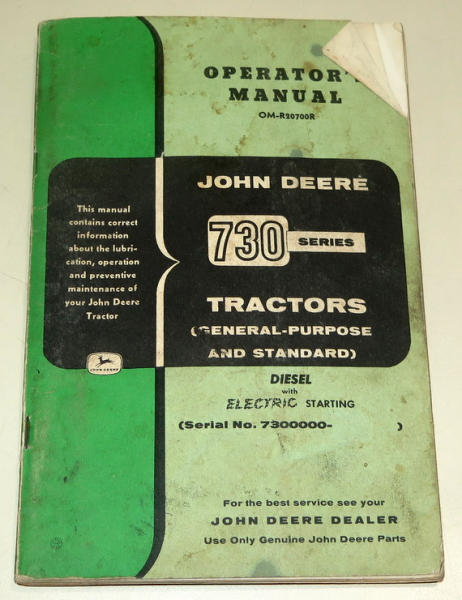 OPERATOR'
MANUAL
OM-R20700R
This manual
contains correct
information
about the lubri-
cation, operation
and preventive
maintenance of
your John Deere
Tractor
JOHN DEERE
JOHN DEERE
730 SERIES
TRACTORS
(GENERAL-PURPOSE
AND STANDARD)
DIESEL
with
ELECTRIC STARTING
(Serial No. 7300000- )
For the best service see your
JOHN DEERE DEALER
Use Only Genuine John Deere Parts